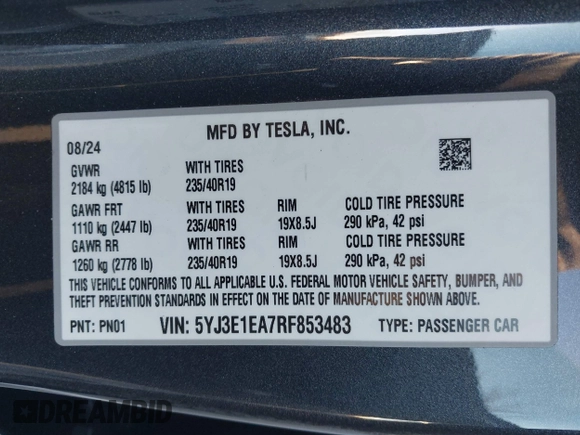 MFD BY TESLA, INC.
08/24
GVWR WITH TIRES
2184 kg (4815 lb) 235/40R19
GAWR FRT WITH TIRES RIM COLD TIRE PRESSURE
1110 kg (2447 lb) 235/40R19 19X8.5J 290 kPa, 42 psi
GAWR RR WITH TIRES RIM COLD TIRE PRESSURE
1260 kg (2778 lb) 235/40R19 19X8.5J 290 kPa, 42 psi
THIS VEHICLE CONFORMS TO ALL APPLICABLE U.S. FEDERAL MOTOR VEHICLE SAFETY, BUMPER, AND
THEFT PREVENTION STANDARDS IN EFFECT ON THE DATE OF MANUFACTURE SHOWN ABOVE.
PNT: PN01 VIN: 5YJ3E1EA7RF853483 TYPE: PASSENGER CAR
DREAMBID